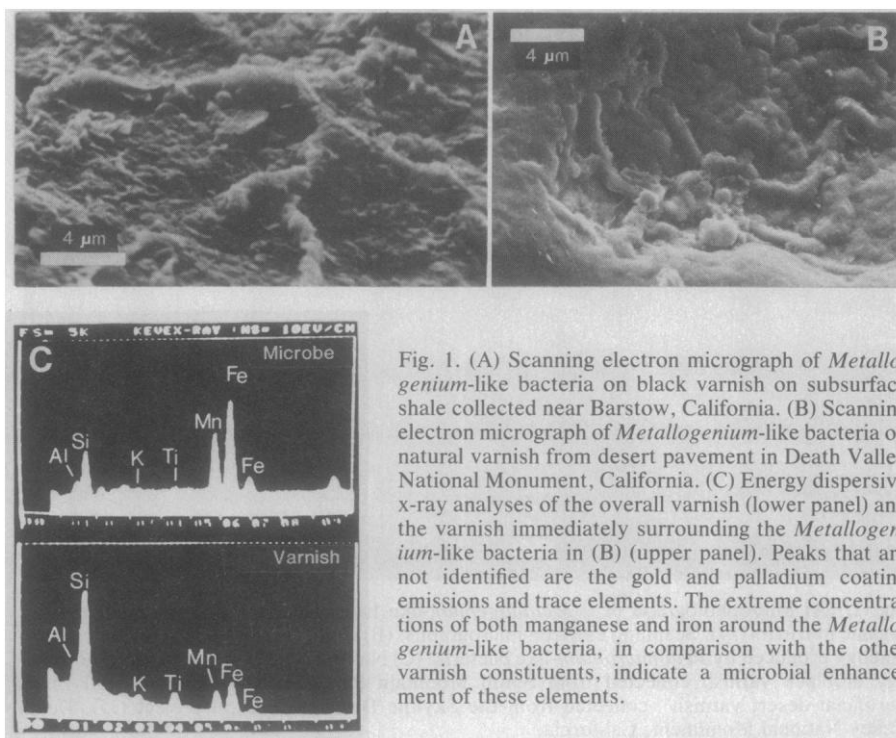 A
4 µm
B
4 µm
C
FS= 5K KEVEX-RAY HS= 10EV/CH
Microbe
Fe
Mn
Si
Al
K
Ti
Fe
Varnish
Si
Al
K
Ti
Mn
Fe
Fe
Fig. 1. (A) Scanning electron micrograph of Metallo
genium-like bacteria on black varnish on subsurfac
shale collected near Barstow, California. (B) Scannin
electron micrograph of Metallogenium-like bacteria o
natural varnish from desert pavement in Death Valle
National Monument, California. (C) Energy dispersiv
x-ray analyses of the overall varnish (lower panel) an
the varnish immediately surrounding the Metallogen
ium-like bacteria in (B) (upper panel). Peaks that ar
not identified are the gold and palladium coatin
emissions and trace elements. The extreme concentra
tions of both manganese and iron around the Metallo
genium-like bacteria, in comparison with the othe
varnish constituents, indicate a microbial enhance
ment of these elements.